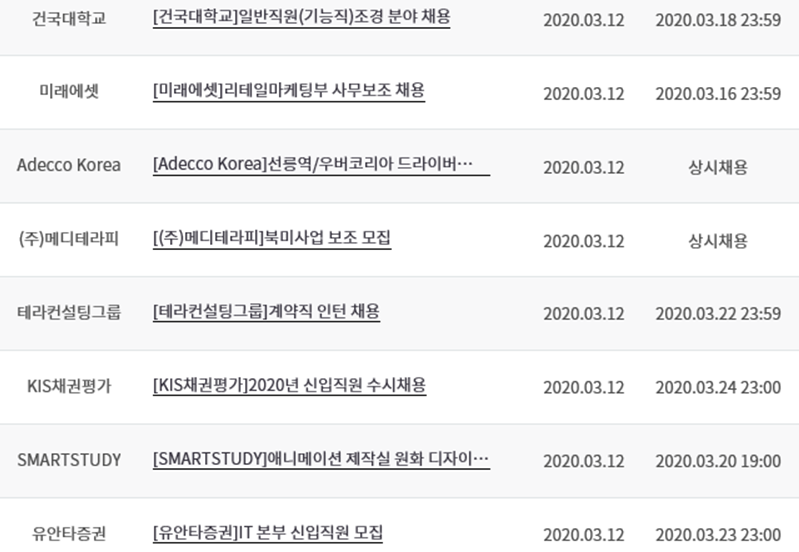 건국대학교 [건국대학교]일반직원(기능직)조경 분야 채용 2020.03.12 2020.03.18 23:59
미래에셋 [미래에셋]리테일마케팅부 사무보조 채용 2020.03.12 2020.03.16 23:59
Adecco Korea [Adecco Korea]선릉역/우버코리아 드라이버… 2020.03.12 상시채용
(주)메디테라피 [(주)메디테라피]북미사업 보조 모집 2020.03.12 상시채용
테라컨설팅그룹 [테라컨설팅그룹]계약직 인턴 채용 2020.03.12 2020.03.22 23:59
KIS채권평가 [KIS채권평가]2020년 신입직원 수시채용 2020.03.12 2020.03.24 23:00
SMARTSTUDY [SMARTSTUDY]애니메이션 제작실 원화 디자이… 2020.03.12 2020.03.20 19:00
유안타증권 [유안타증권]IT 본부 신입직원 모집 2020.03.12 2020.03.23 23:00